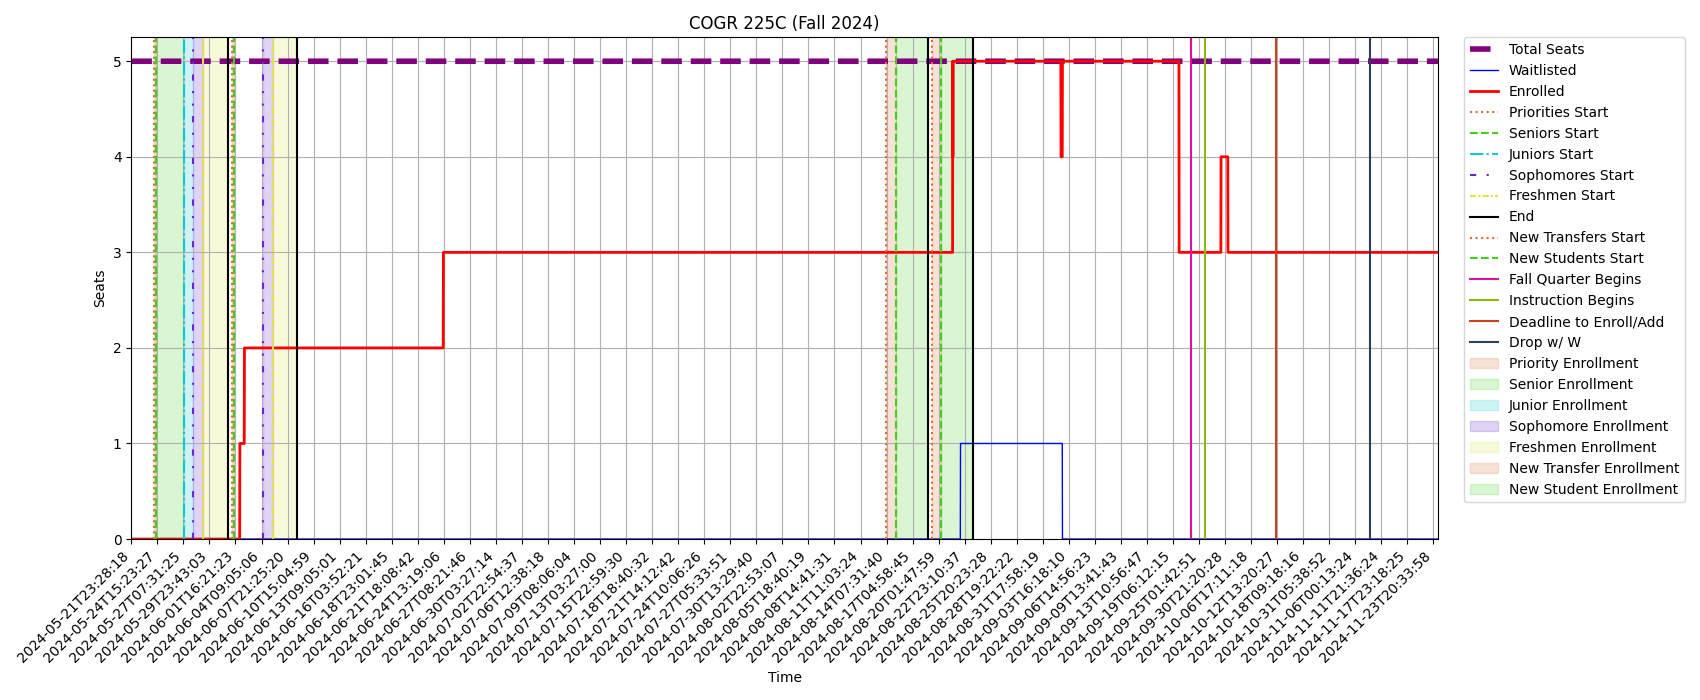 COGR 225C (Fall 2024)
Seats
5
4
3
2
1
0
2024-05-21T23:28:18
2024-05-24T15:23:27
2024-05-27T07:31:25
2024-05-29T23:43:03
2024-06-01T16:21:23
2024-06-04T09:05:06
2024-06-07T21:25:20
2024-06-10T15:04:59
2024-06-13T09:05:01
2024-06-16T03:52:21
2024-06-18T23:01:45
2024-06-21T18:08:42
2024-06-24T13:19:06
2024-06-27T08:21:46
2024-06-30T03:27:14
2024-07-02T22:54:37
2024-07-06T12:38:18
2024-07-09T08:06:04
2024-07-13T03:27:00
2024-07-15T22:59:30
2024-07-18T18:40:32
2024-07-21T14:12:42
2024-07-24T10:06:26
2024-07-27T05:33:51
2024-07-30T13:29:40
2024-08-02T22:53:07
2024-08-05T18:40:19
2024-08-08T14:41:31
2024-08-11T11:03:24
2024-08-14T07:31:40
2024-08-17T04:58:45
2024-08-20T01:47:59
2024-08-22T23:10:37
2024-08-25T20:23:28
2024-08-28T19:22:22
2024-08-31T17:58:19
2024-09-03T16:18:10
2024-09-06T14:56:23
2024-09-09T13:41:43
2024-09-13T10:56:47
2024-09-19T06:12:15
2024-09-25T01:42:51
2024-09-30T21:20:28
2024-10-06T17:11:18
2024-10-12T13:20:27
2024-10-18T09:18:16
2024-10-31T05:38:52
2024-11-06T00:13:24
2024-11-11T21:36:24
2024-11-17T23:18:25
2024-11-23T20:33:58
Time
Total Seats
Waitlisted
Enrolled
Priorities Start
Seniors Start
Juniors Start
Sophomores Start
Freshmen Start
End
New Transfers Start
New Students Start
Fall Quarter Begins
Instruction Begins
Deadline to Enroll/Add
Drop w/ W
Priority Enrollment
Senior Enrollment
Junior Enrollment
Sophomore Enrollment
Freshmen Enrollment
New Transfer Enrollment
New Student Enrollment